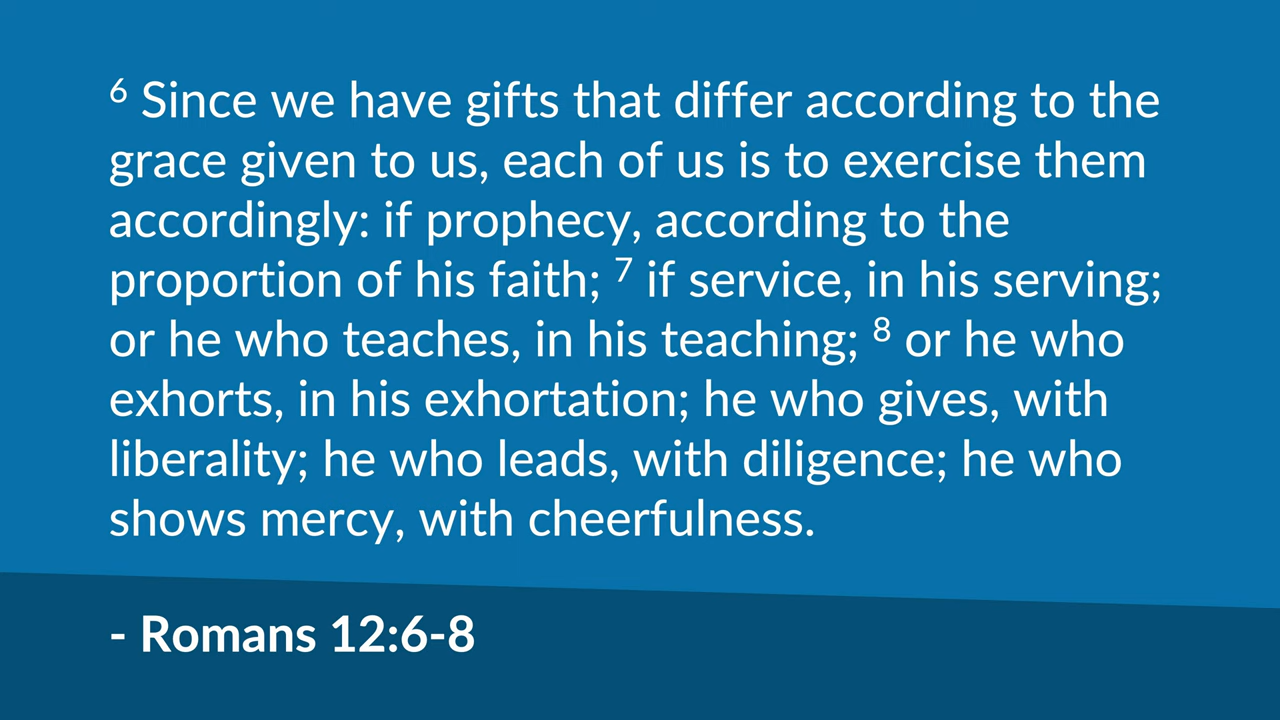 6 Since we have gifts that differ according to the
grace given to us, each of us is to exercise them
accordingly: if prophecy, according to the
proportion of his faith; 7 if service, in his serving;
or he who teaches, in his teaching; 8 or he who
exhorts, in his exhortation; he who gives, with
liberality; he who leads, with diligence; he who
shows mercy, with cheerfulness.
- Romans 12:6-8